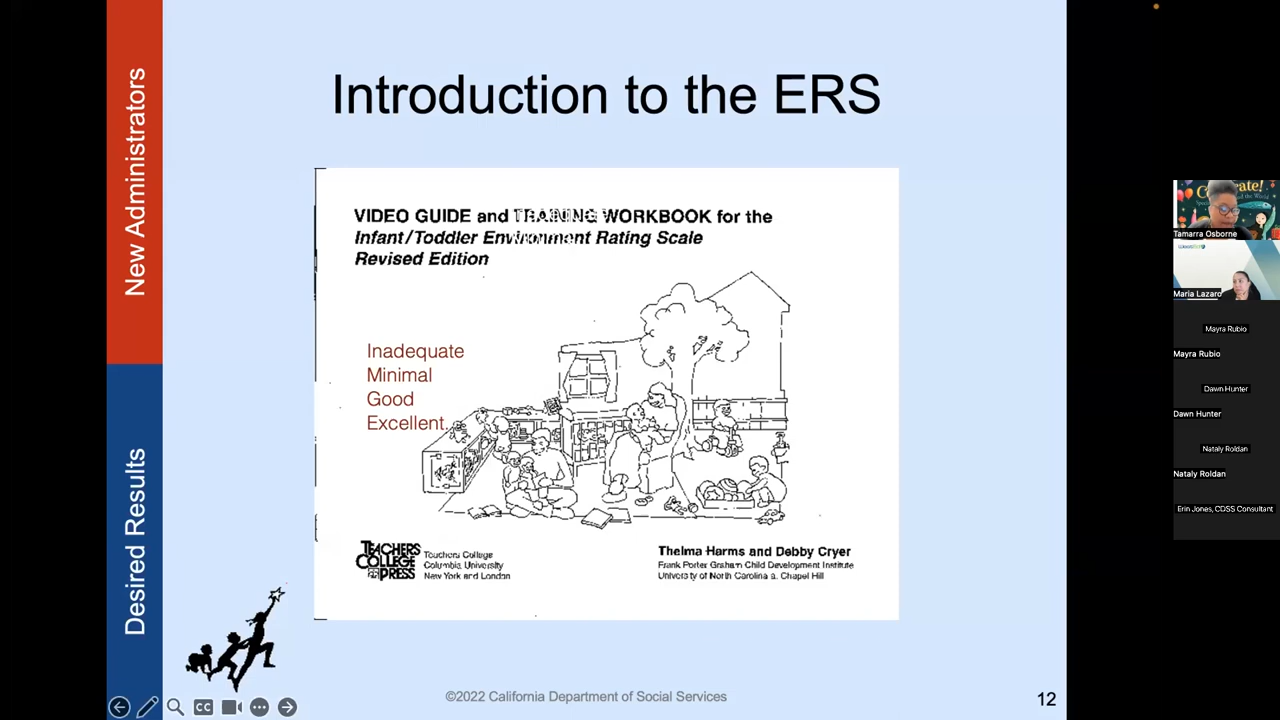 Introduction to the ERS
New Administrators
Desired Results
VIDEO GUIDE and TRAINING WORKBOOK for the
Infant/Toddler Environment Rating Scale
Revised Edition
Inadequate
Minimal
Good
Excellent
TEACHERS
COLLEGE
PRESS
Teachers College
Columbia University
New York and London
Thelma Harms and Debby Cryer
Frank Porter Graham Child Development Institute
University of North Carolina a. Chapel Hill
©2022 California Department of Social Services
12
CC
Tamarra Osborne
Maria Lazaro
Mayra Rubio
Mayra Rubio
Dawn Hunter
Dawn Hunter
Nataly Roldan
Nataly Roldan
Erin Jones, CDSS Consultant